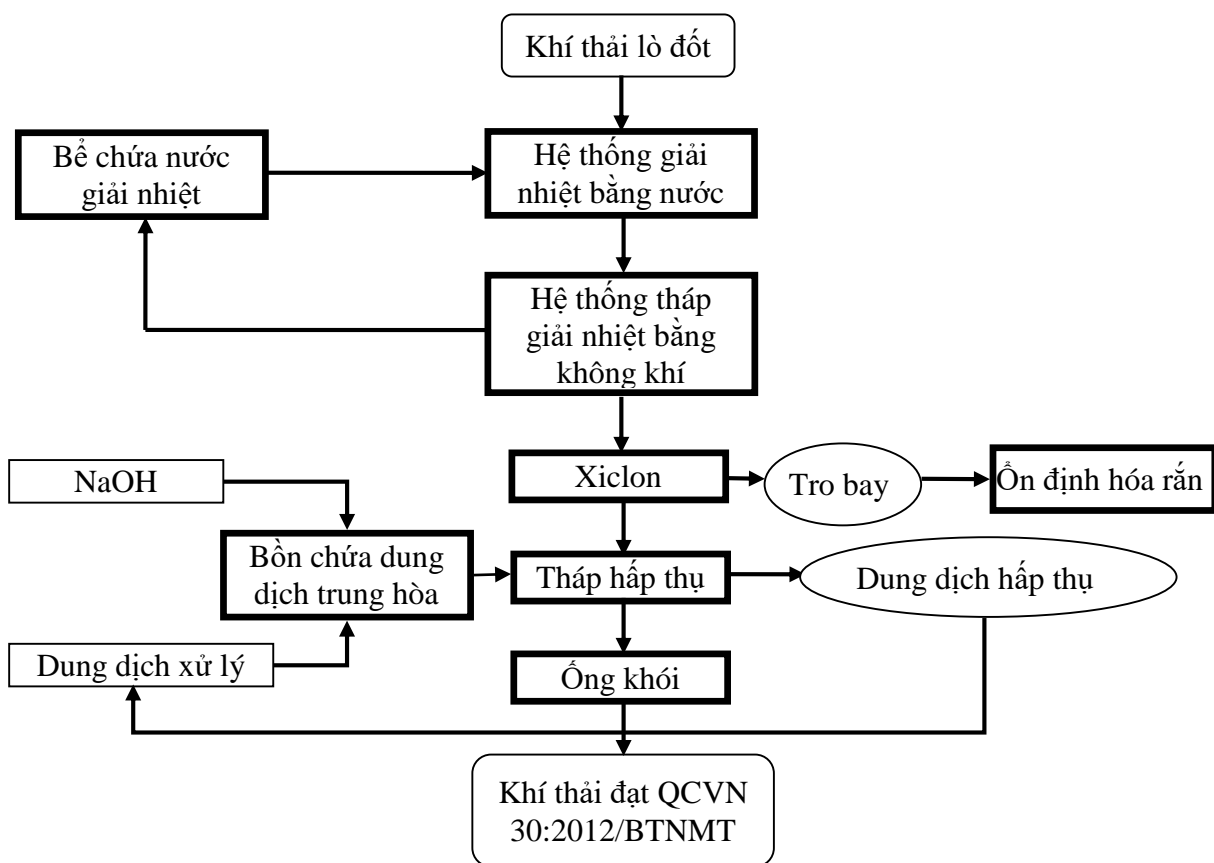 Khí thải lò đốt
Bể chứa nước
giải nhiệt
Hệ thống giải
nhiệt bằng nước
Hệ thống tháp
giải nhiệt bằng
không khí
NaOH
Xiclon
Tro bay
Ổn định hóa rắn
Bồn chứa dung
dịch trung hòa
Tháp hấp thụ
Dung dịch hấp thụ
Dung dịch xử lý
Ống khói
Khí thải đạt QCVN
30:2012/BTNMT